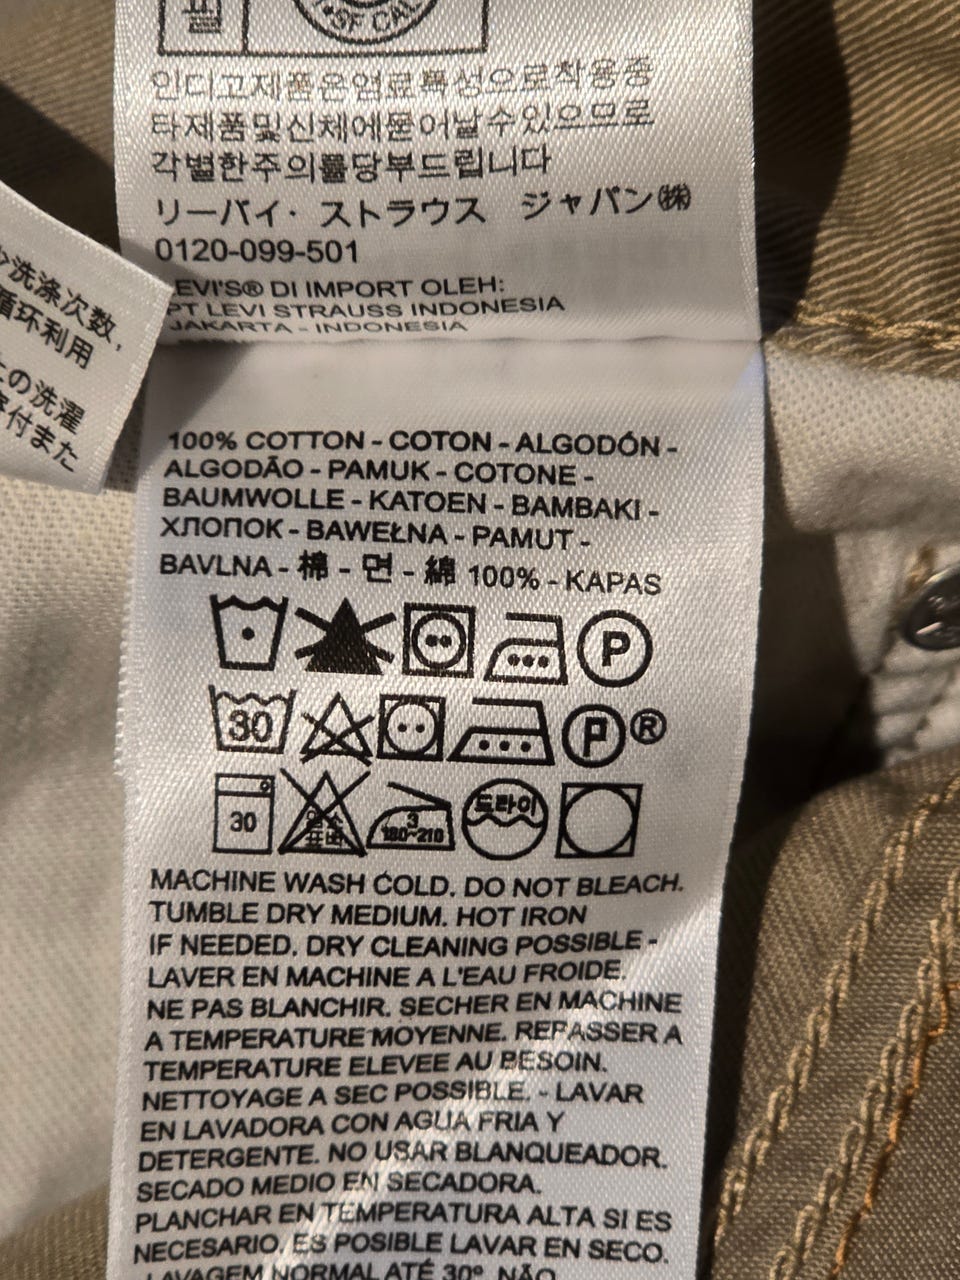 SF CAL
인디고제품은염료특성으로착용중
타제품및신체에묻어날수있으므로
각별한주의를당부드립니다
リーバイ・ストラウス ジャパン㈱
0120-099-501
LEVI'S® DI IMPORT OLEH:
PT LEVI STRAUSS INDONESIA
JAKARTA - INDONESIA
洗涤次数,
循环利用
の洗濯
付また
100% COTTON - COTON - ALGODÓN -
ALGODÃO - PAMUK - COTONE -
BAUMWOLLE - KATOEN - BAMBAKI -
ХЛОПОК - BAWEŁNA - PAMUT -
BAVLNA - 棉 - 면 - 綿 100% - KAPAS
P
30 P ®
30 3 180~210 드라이
MACHINE WASH COLD. DO NOT BLEACH.
TUMBLE DRY MEDIUM. HOT IRON
IF NEEDED. DRY CLEANING POSSIBLE -
LAVER EN MACHINE A L'EAU FROIDE.
NE PAS BLANCHIR. SECHER EN MACHINE
A TEMPERATURE MOYENNE. REPASSER A
TEMPERATURE ELEVEE AU BESOIN.
NETTOYAGE A SEC POSSIBLE. - LAVAR
EN LAVADORA CON AGUA FRIA Y
DETERGENTE. NO USAR BLANQUEADOR.
SECADO MEDIO EN SECADORA.
PLANCHAR EN TEMPERATURA ALTA SI ES
NECESARIO. ES POSIBLE LAVAR EN SECO.
LAVAGEM NORMAL ATÉ 30º. NÃO